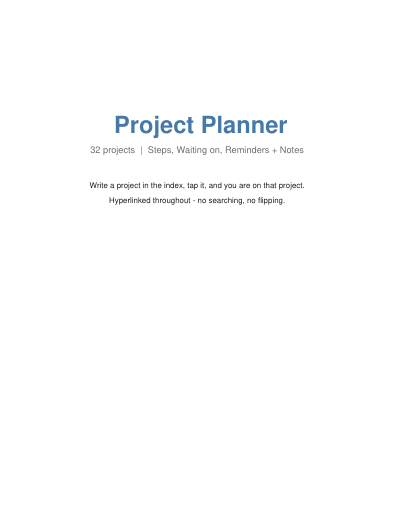 Project Planner
32 projects | Steps, Waiting on, Reminders + Notes
Write a project in the index, tap it, and you are on that project.
Hyperlinked throughout - no searching, no flipping.